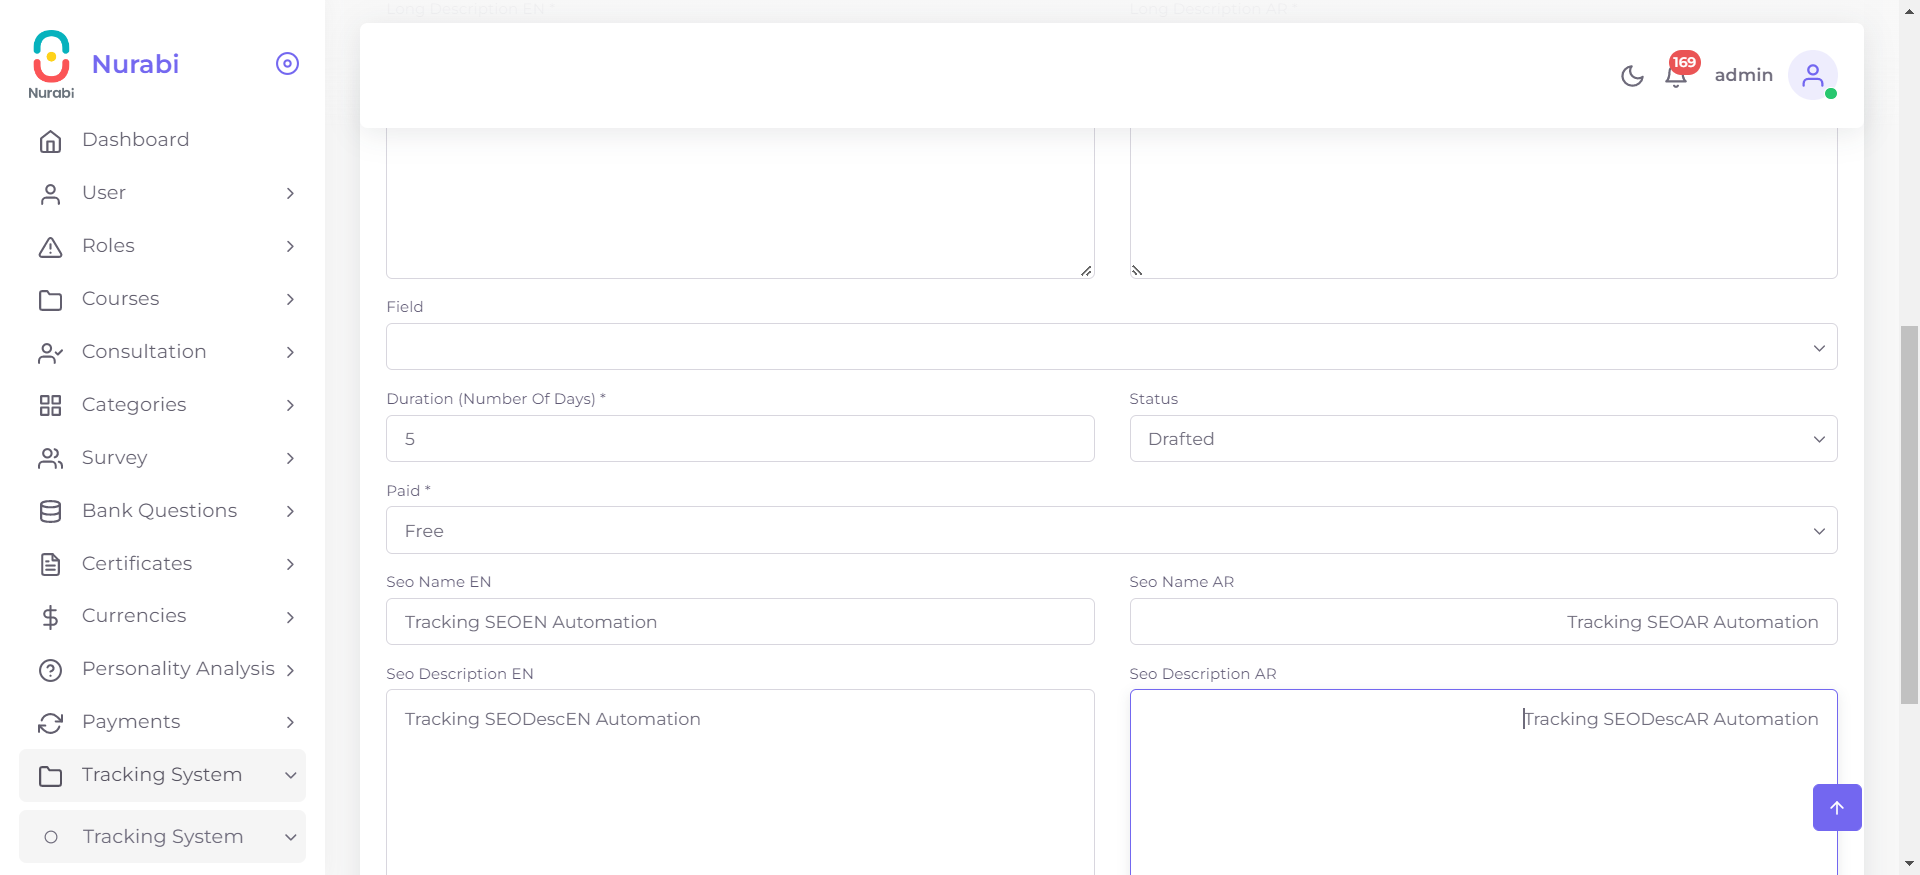 Long Description EN *
Long Description AR *
Nurabi
Nurabi
169
admin
Dashboard
User
Roles
Courses
Consultation
Categories
Survey
Bank Questions
Certificates
Currencies
Personality Analysis
Payments
Tracking System
Tracking System
Field
Duration (Number Of Days) *
Status
5
Drafted
Paid *
Free
Seo Name EN
Seo Name AR
Tracking SEOEN Automation
Tracking SEOAR Automation
Seo Description EN
Seo Description AR
Tracking SEODescEN Automation
Tracking SEODescAR Automation